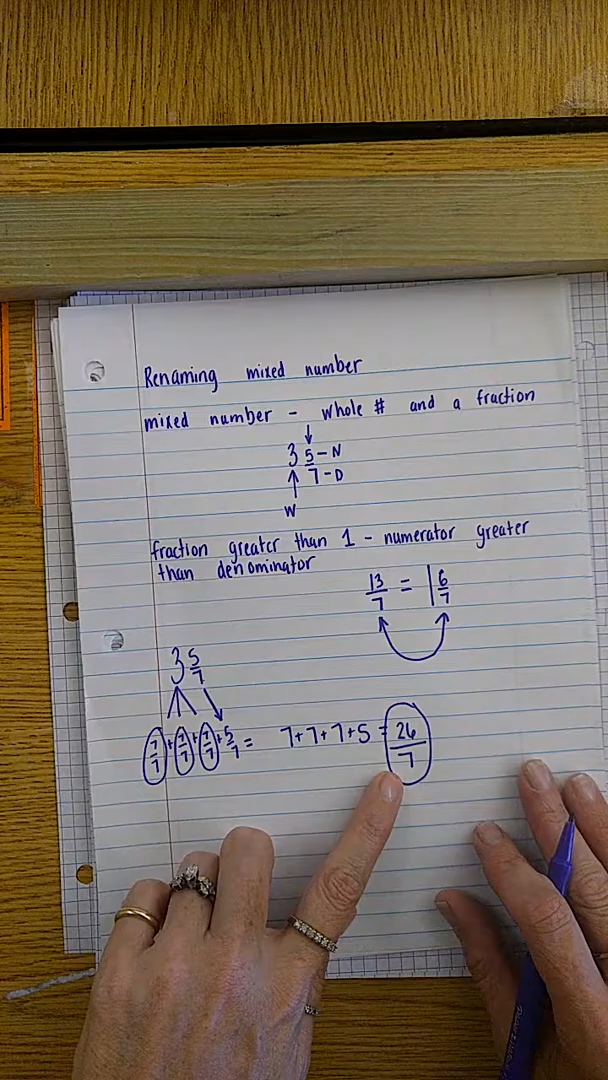 Renaming mixed number
mixed number - whole # and a fraction
3 5/7 - N
- D
W
fraction greater than 1 - numerator greater
than denominator
13/7 = 1 6/7
3 5/7
7/7 + 7/7 + 7/7 + 5/7 = 7+7+7+5 = 26/7